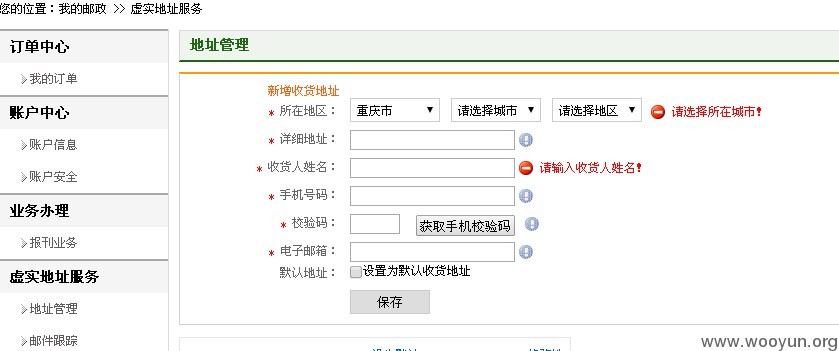 您的位置：我的邮政 >> 虚实地址服务
订单中心
我的订单
账户中心
账户信息
账户安全
业务办理
报刊业务
虚实地址服务
地址管理
邮件跟踪
地址管理
新增收货地址
* 所在地区： 重庆市 请选择城市 请选择地区 请选择所在城市！
* 详细地址：
* 收货人姓名： 请输入收货人姓名！
* 手机号码：
* 校验码： 获取手机校验码
* 电子邮箱：
默认地址： 设置为默认收货地址
保存
www.wooyun.org